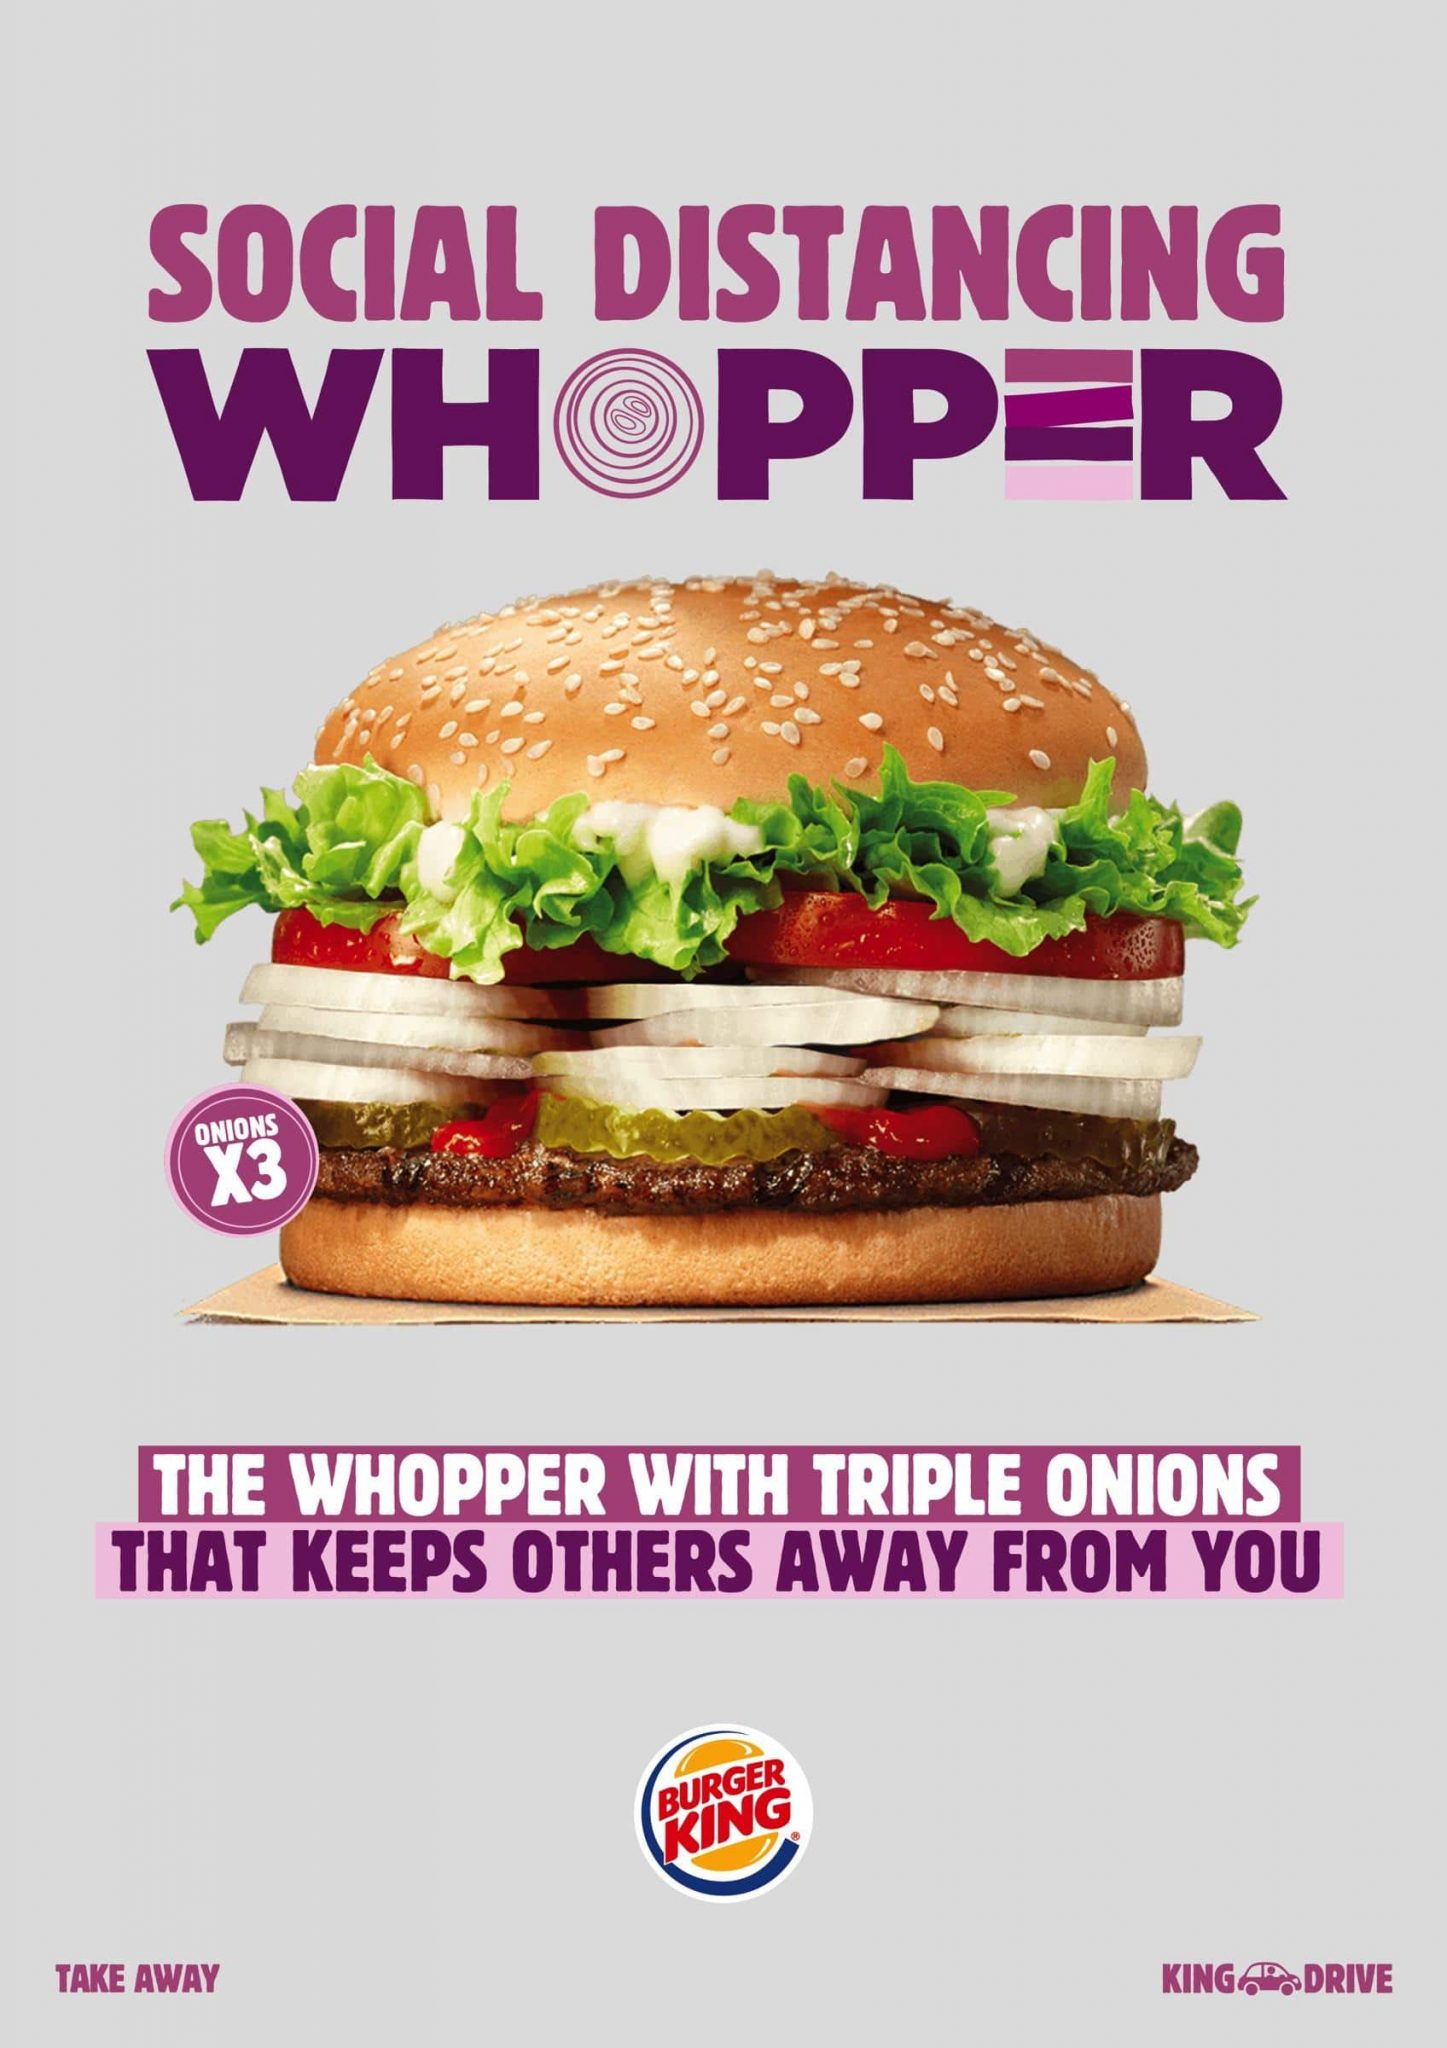 SOCIAL DISTANCING
WHOPPER
ONIONS
X3
THE WHOPPER WITH TRIPLE ONIONS
THAT KEEPS OTHERS AWAY FROM YOU
BURGER
KING®
TAKE AWAY
KING DRIVE